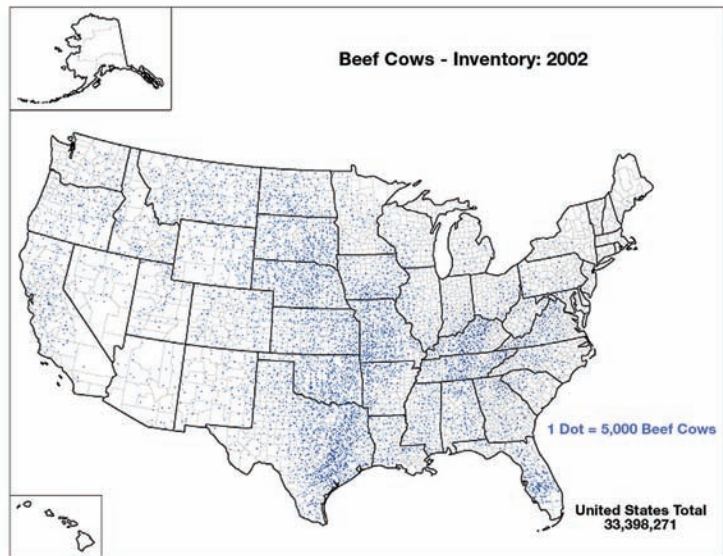 Beef Cows - Inventory: 2002
1 Dot = 5,000 Beef Cows
United States Total
33,398,271